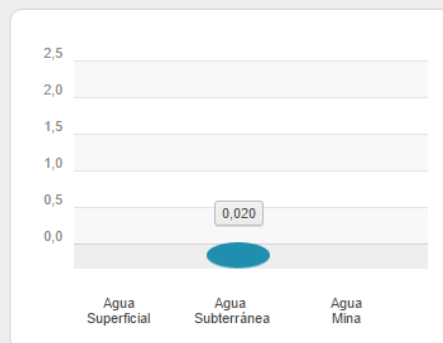 2,5
2,0
1,5
1,0
0,5
0,020
0,0
Agua
Superficial
Agua
Subterránea
Agua
Mina